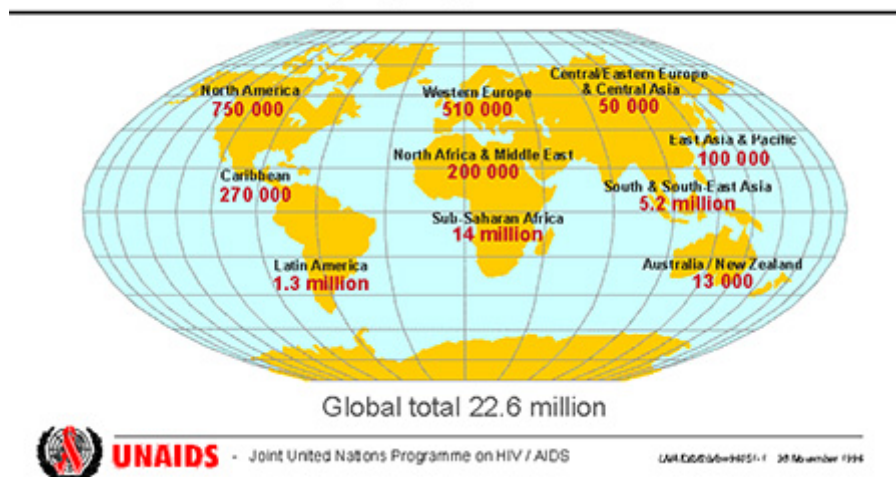 North America
750 000
Western Europe
510 000
Central/Eastern Europe
& Central Asia
50 000
East Asia & Pacific
100 000
North Africa & Middle East
200 000
Caribbean
270 000
South & South-East Asia
5.2 million
Sub-Saharan Africa
14 million
Latin America
1.3 million
Australia / New Zealand
13 000
Global total 22.6 million
UNAIDS - Joint United Nations Programme on HIV / AIDS
November 1996